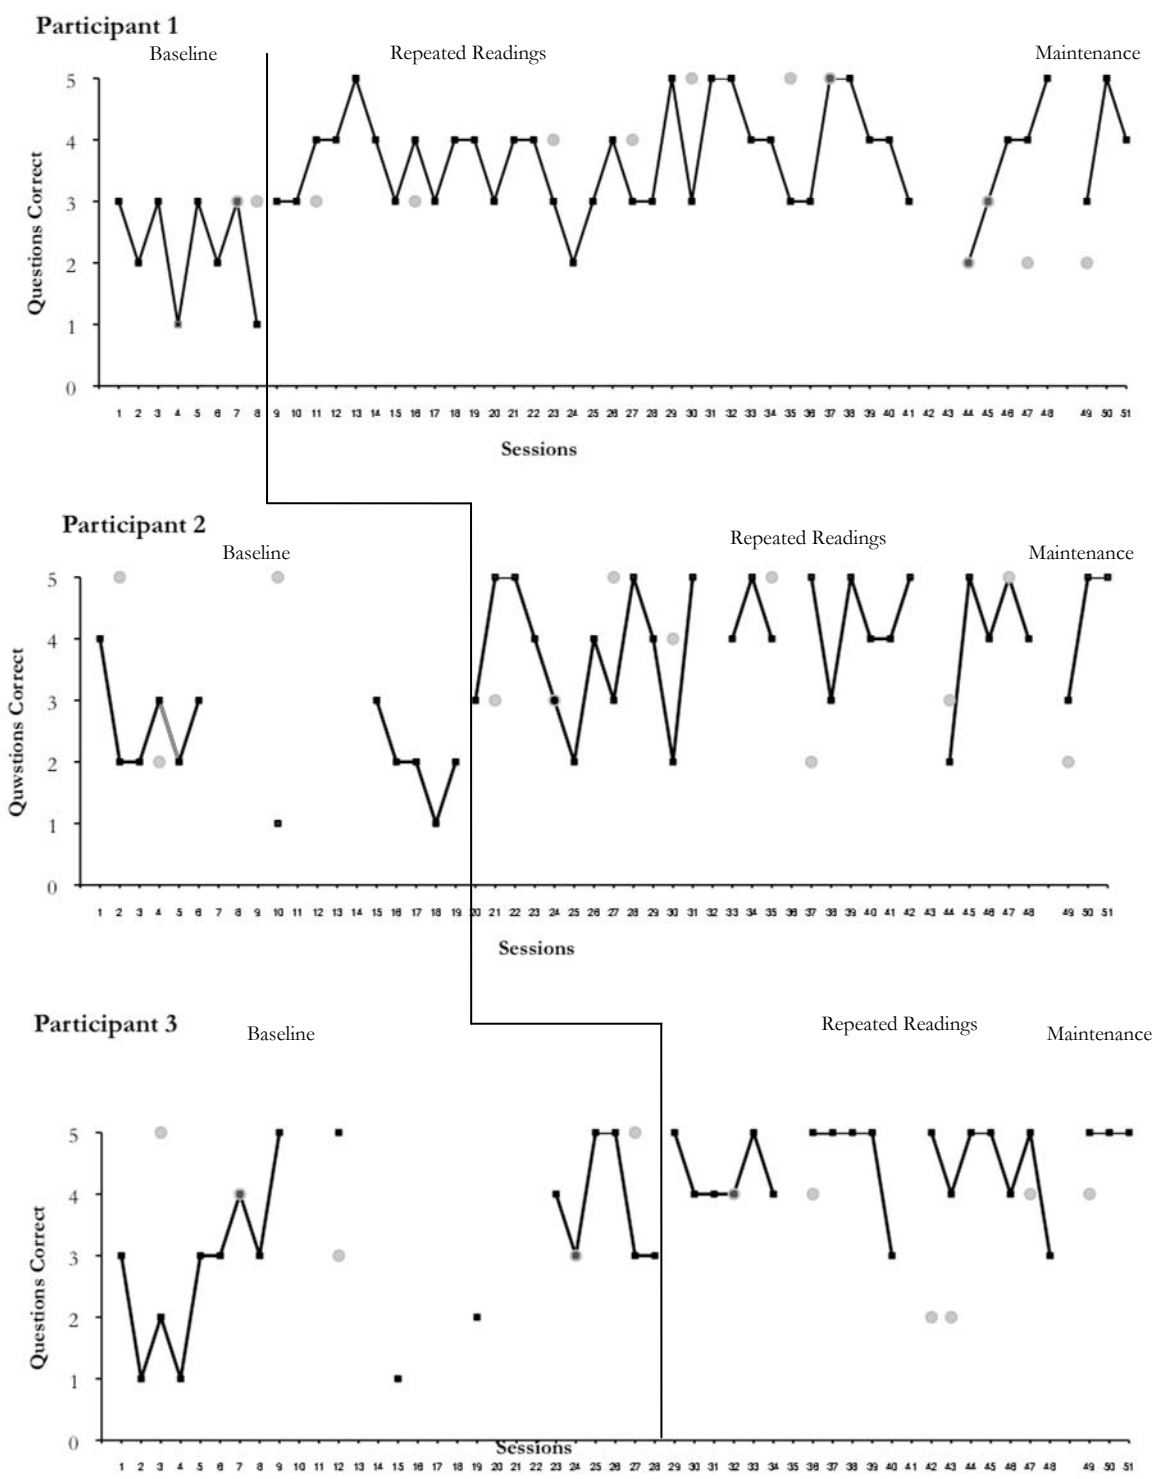 Participant 1
Baseline Repeated Readings Maintenance
5
4
3
2
1
0
Questions Correct
1 2 3 4 5 6 7 8 9 10 11 12 13 14 15 16 17 18 19 20 21 22 23 24 25 26 27 28 29 30 31 32 33 34 35 36 37 38 39 40 41 42 43 44 45 46 47 48 49 50 51
Sessions
Participant 2
Baseline Repeated Readings Maintenance
5
4
3
2
1
0
Quwstions Correct
1 2 3 4 5 6 7 8 9 10 11 12 13 14 15 16 17 18 19 20 21 22 23 24 25 26 27 28 29 30 31 32 33 34 35 36 37 38 39 40 41 42 43 44 45 46 47 48 49 50 51
Sessions
Participant 3
Baseline Repeated Readings Maintenance
5
4
3
2
1
0
Questions Correct
Sessions
1 2 3 4 5 6 7 8 9 10 11 12 13 14 15 16 17 18 19 20 21 22 23 24 25 26 27 28 29 30 31 32 33 34 35 36 37 38 39 40 41 42 43 44 45 46 47 48 49 50 51